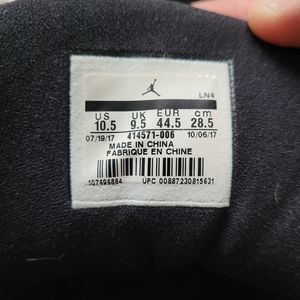 LN4
US UK EUR cm
10.5 9.5 44.5 28.5
07/19/17 414571-006 10/06/17
MADE IN CHINA
FABRIQUE EN CHINE
107696884 UPC 00887230815631